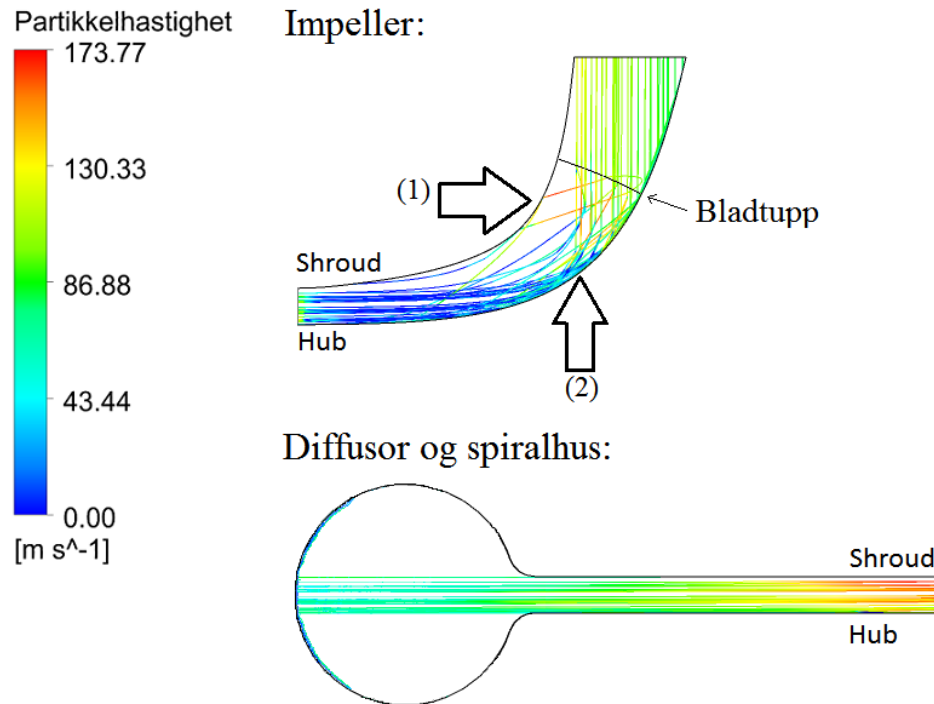 Partikkelhastighet
173.77
130.33
86.88
43.44
0.00
[m s^-1]
Impeller:
(1)
Bladtupp
Shroud
Hub
(2)
Diffusor og spiralhus:
Shroud
Hub